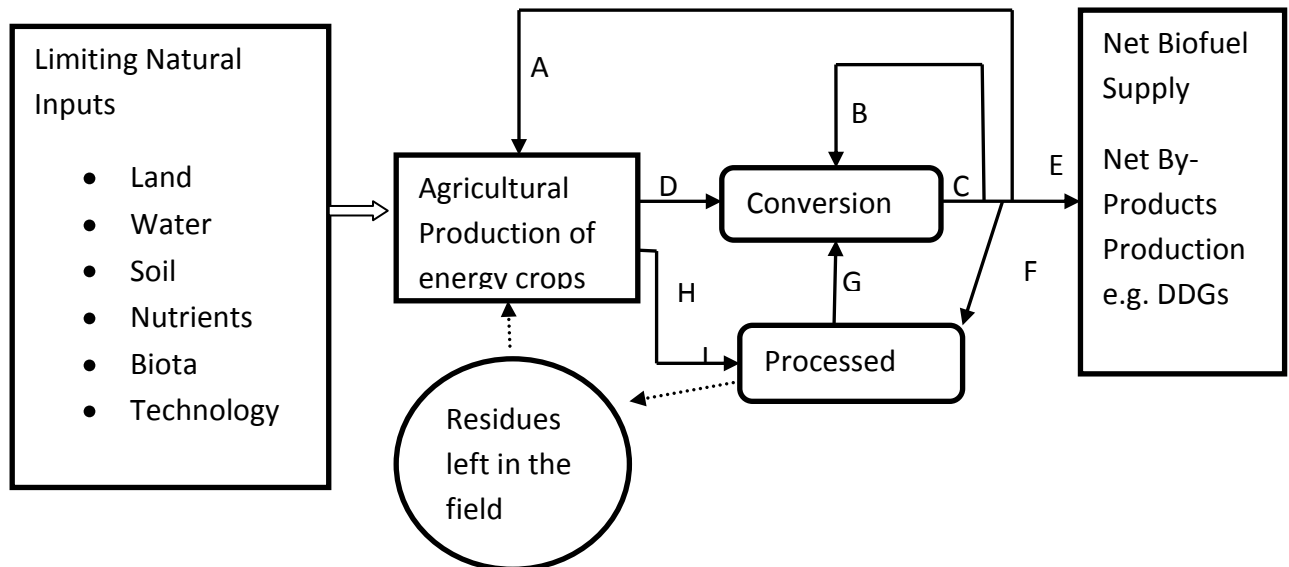 Limiting Natural
Inputs
• Land
• Water
• Soil
• Nutrients
• Biota
• Technology
A
Agricultural
Production of
energy crops
D
B
Conversion
C
E
F
G
H
I
Processed
Residues
left in the
field
Net Biofuel
Supply
Net By-
Products
Production
e.g. DDGs